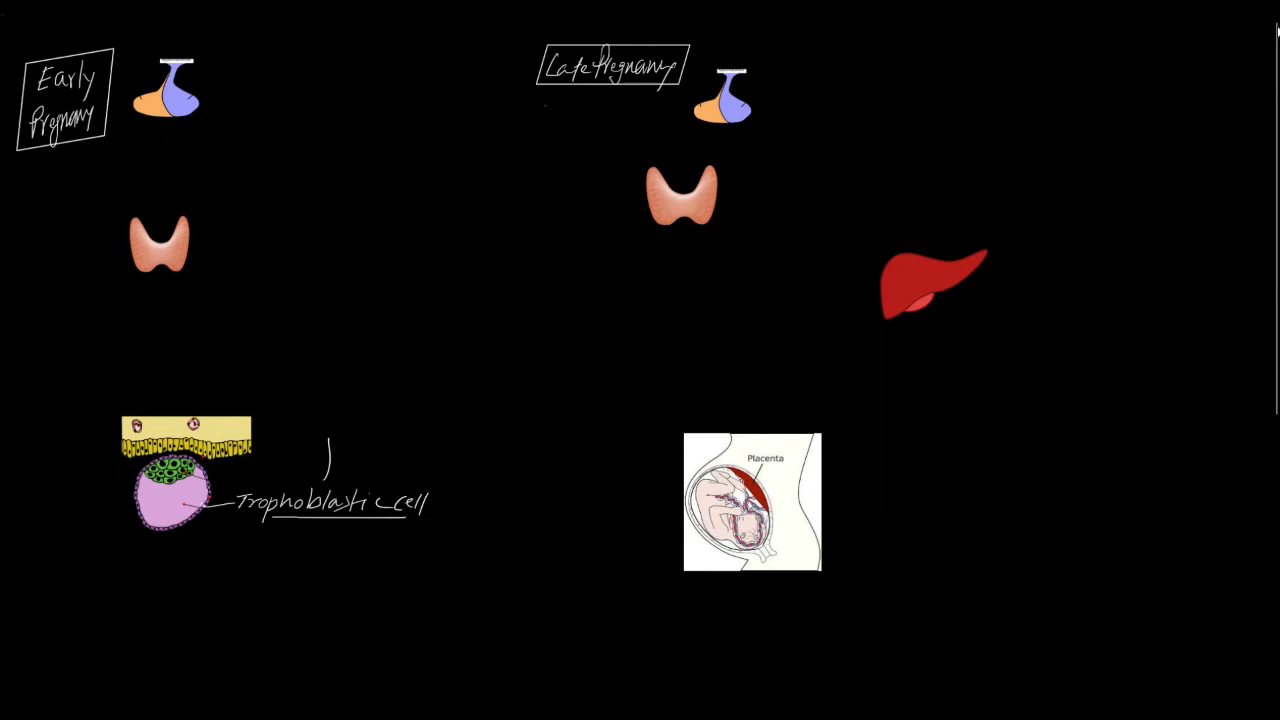 Early
Pregnancy
Late Pregnancy
Placenta
Trophoblastic cell